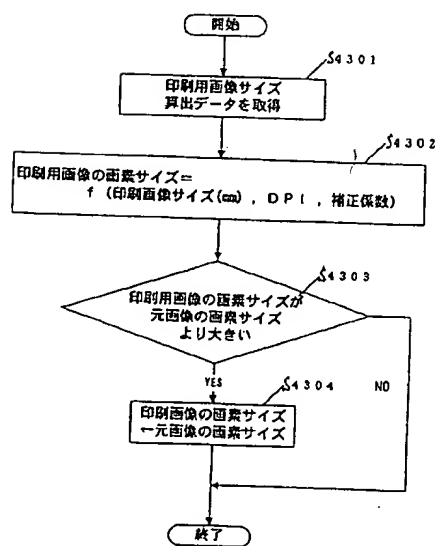 開始
S4301
印刷用画像サイズ
算出データを取得
S4302
印刷用画像の画素サイズ=
f (印刷画像サイズ(mm) , DPI , 補正係数)
S4303
印刷用画像の画素サイズが
元画像の画素サイズ
より大きい
YES
S4304
NO
印刷画像の画素サイズ
←元画像の画素サイズ
終了